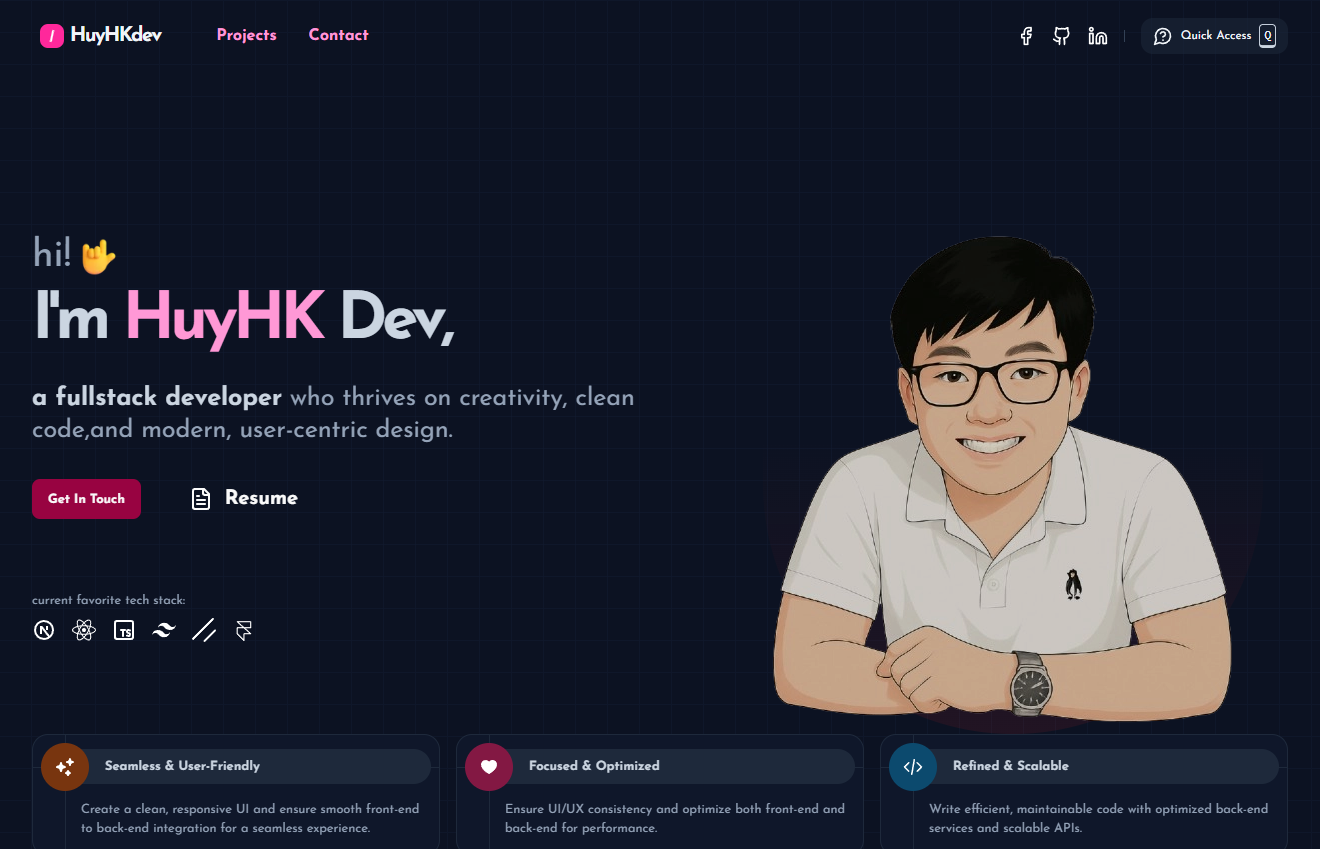 / HuyHKdev
Projects
Contact
Quick Access Q
hi! 🤟
I'm HuyHK Dev,
a fullstack developer who thrives on creativity, clean
code,and modern, user-centric design.
Get In Touch
Resume
current favorite tech stack:
N
TS
Seamless & User-Friendly
Create a clean, responsive UI and ensure smooth front-end
to back-end integration for a seamless experience.
Focused & Optimized
Ensure UI/UX consistency and optimize both front-end and
back-end for performance.
Refined & Scalable
Write efficient, maintainable code with optimized back-end
services and scalable APIs.